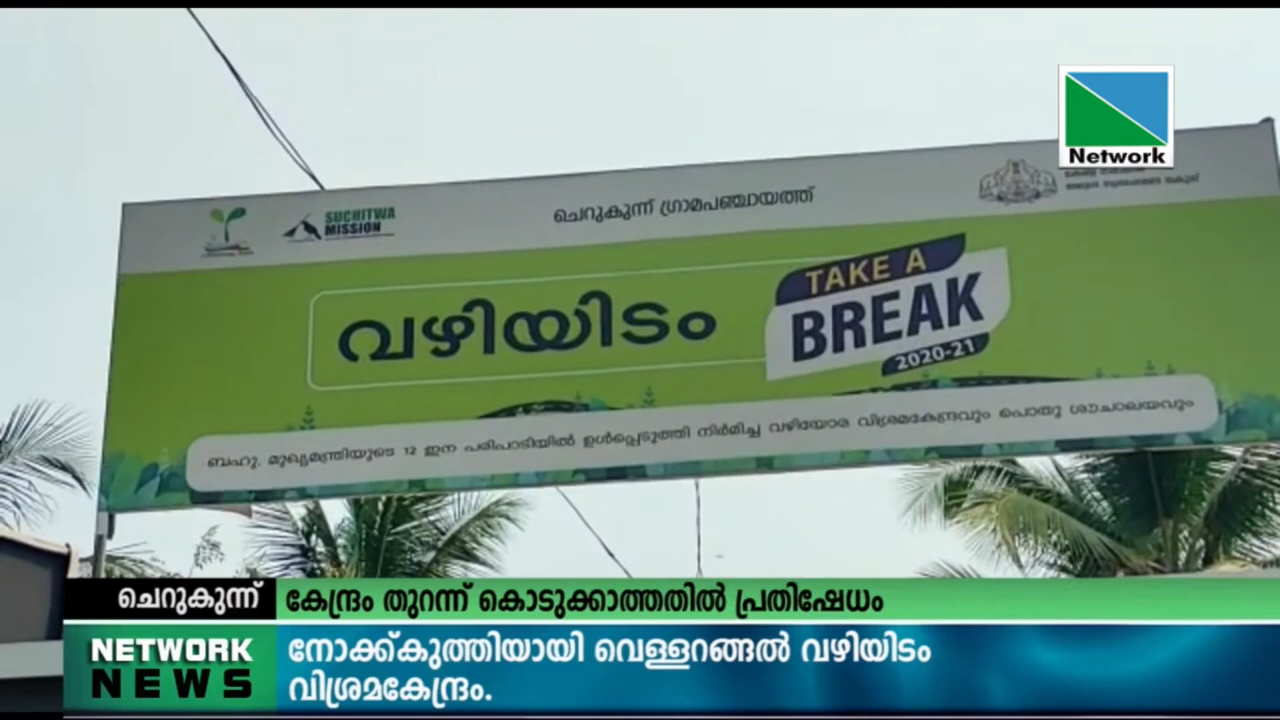 Network
SUCHITWA
MISSION
ചെറുകുന്ന് ഗ്രാമപഞ്ചായത്ത്
വഴിയിടം
TAKE A
BREAK
2020-21
ബഹു. മുഖ്യമന്ത്രിയുടെ 12 ഇന പരിപാടിയിൽ ഉൾപ്പെടുത്തി നിർമിച്ച വഴിയോര വിശ്രമകേന്ദ്രവും പൊതു ശൗചാലയവും
ചെറുകുന്ന് കേന്ദ്രം തുറന്ന് കൊടുക്കാത്തതിൽ പ്രതിഷേധം
NETWORK
NEWS
നോക്ക്കുത്തിയായി വെള്ളറങ്ങൽ വഴിയിടം
വിശ്രമകേന്ദ്രം.